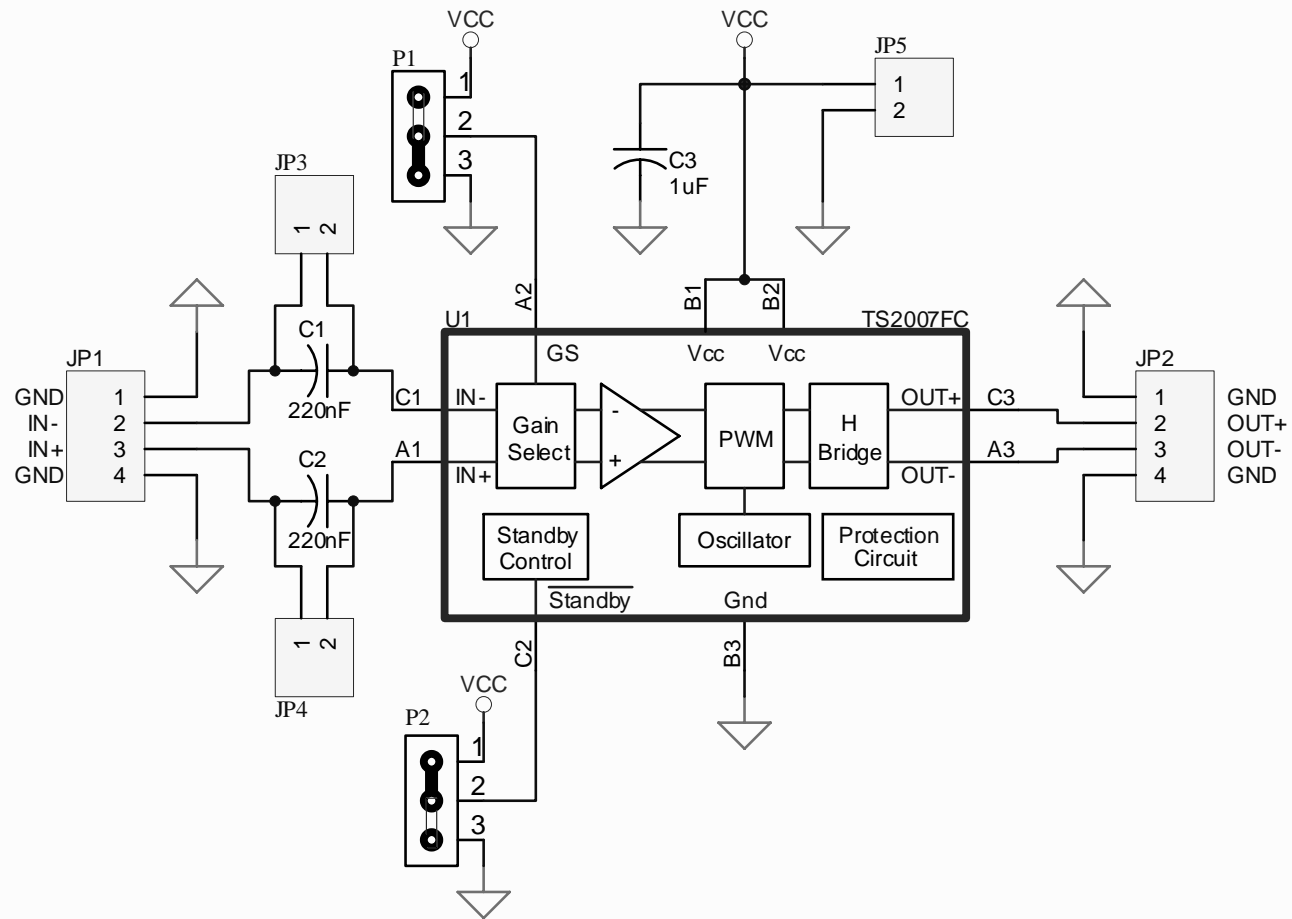 VCC
P1
1
2
3
VCC
JP5
1
2
C3
1uF
JP3
1
2
A2
B1
B2
U1
TS2007FC
GS
Vcc
Vcc
C1
220nF
JP1
GND
1
IN-
2
IN+
3
GND
4
C2
220nF
C1
A1
IN-
IN+
Gain
Select
-
+
PWM
H
Bridge
OUT+
OUT-
C3
A3
JP2
1
GND
2
OUT+
3
OUT-
4
GND
Standby
Control
Oscillator
Protection
Circuit
Standby
Gnd
1
2
JP4
C2
B3
VCC
P2
1
2
3